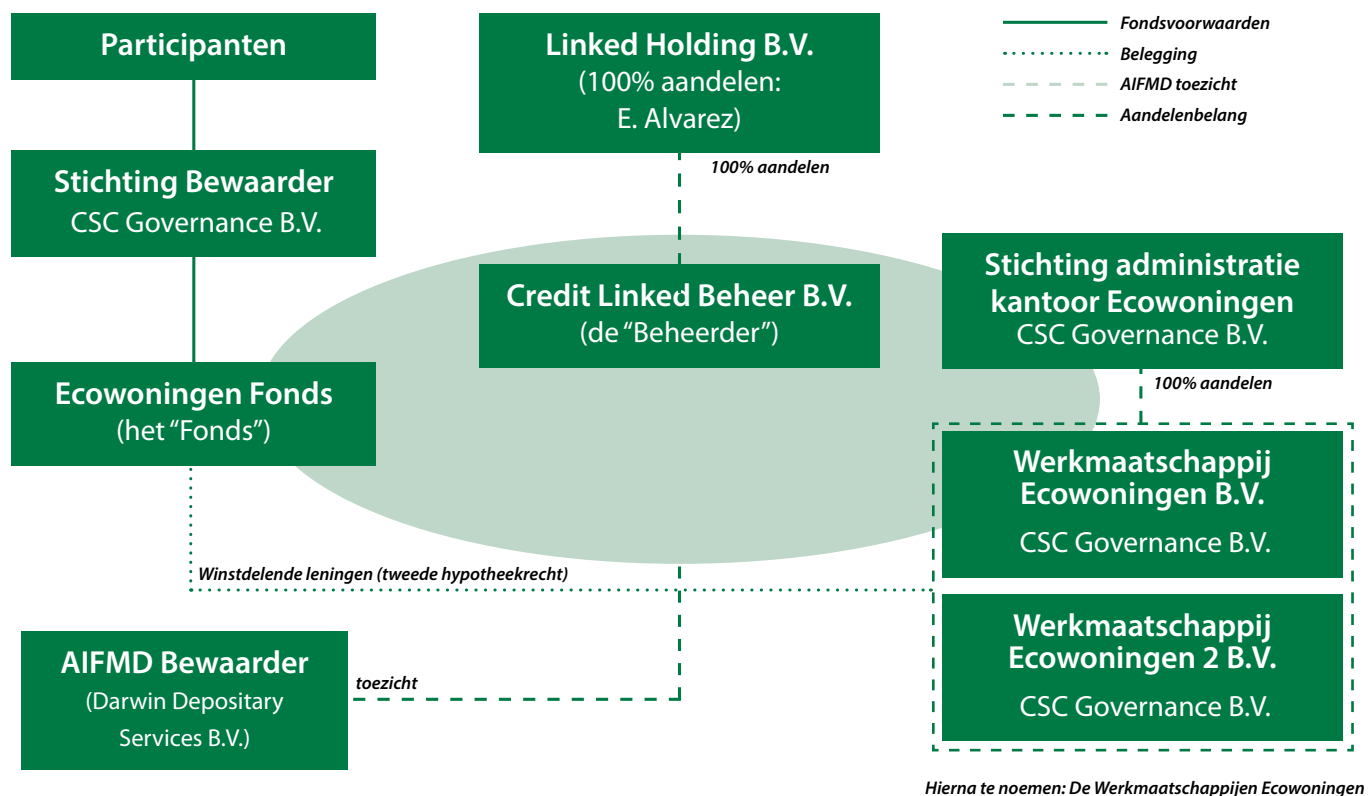 Participanten
Linked Holding B.V.
(100% aandelen:
E. Alvarez)
Fondsvoorwaarden
Belegging
AIFMD toezicht
Aandelenbelang
100% aandelen
Stichting Bewaarder
CSC Governance B.V.
Credit Linked Beheer B.V.
(de “Beheerder”)
Stichting administratie
kantoor Ecowoningen
CSC Governance B.V.
100% aandelen
Ecowoningen Fonds
(het “Fonds”)
Werkmaatschappij
Ecowoningen B.V.
CSC Governance B.V.
Winstdelende leningen (tweede hypotheekrecht)
Werkmaatschappij
Ecowoningen 2 B.V.
CSC Governance B.V.
AIFMD Bewaarder
(Darwin Depositary
Services B.V.)
toezicht
Hierna te noemen: De Werkmaatschappijen Ecowoningen